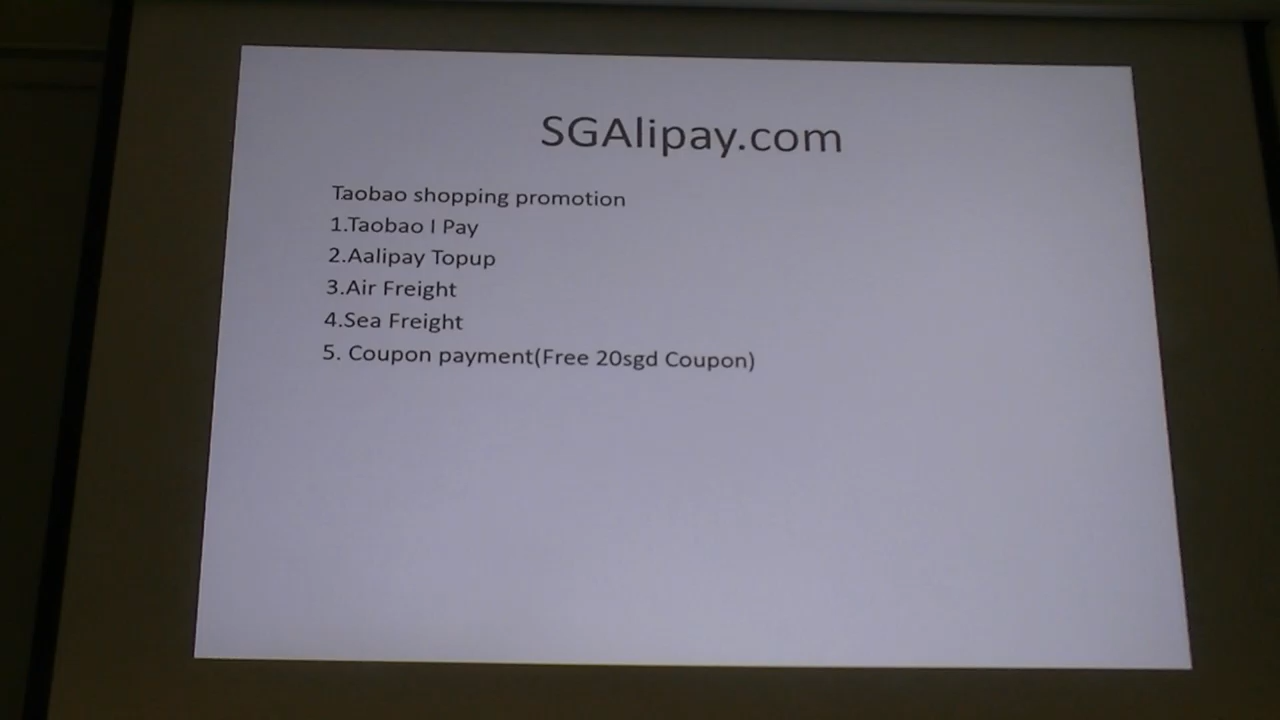 SGAlipay.com
Taobao shopping promotion
1.Taobao I Pay
2.Aalipay Topup
3.Air Freight
4.Sea Freight
5. Coupon payment(Free 20sgd Coupon)